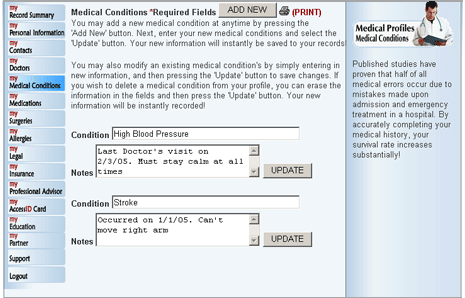 my
Record Summary
my
Personal Information
my
Contacts
my
Doctors
my
Medical Conditions
my
Medications
my
Surgeries
my
Allergies
my
Legal
my
Insurance
my
Professional Advisor
my
AccessID Card
my
Education
my
Partner
Support
Logout
Medical Conditions *Required Fields ADD NEW (PRINT)
You may add a new medical condition at anytime by pressing the
'Add New' button. Next, enter your new medical conditions and select the
'Update' button. Your new information will instantly be saved to your records
You may also modify an existing medical condition's by simply entering in
new information, and then pressing the 'Update' button to save changes. If
you wish to delete a medical condition from your profile, you can erase the
information in the fields and then press the 'Update' button. Your new
information will be instantly recorded!
Condition High Blood Pressure
Last Doctor's visit on
2/3/05. Must stay calm at all
Notes times UPDATE
Condition Stroke
Occurred on 1/1/05. Can't
move right arm
Notes UPDATE
Medical Profiles
Medical Conditions
Published studies have
proven that half of all
medical errors occur due to
mistakes made upon
admission and emergency
treatment in a hospital. By
accurately completing your
medical history, your
survival rate increases
substantially!